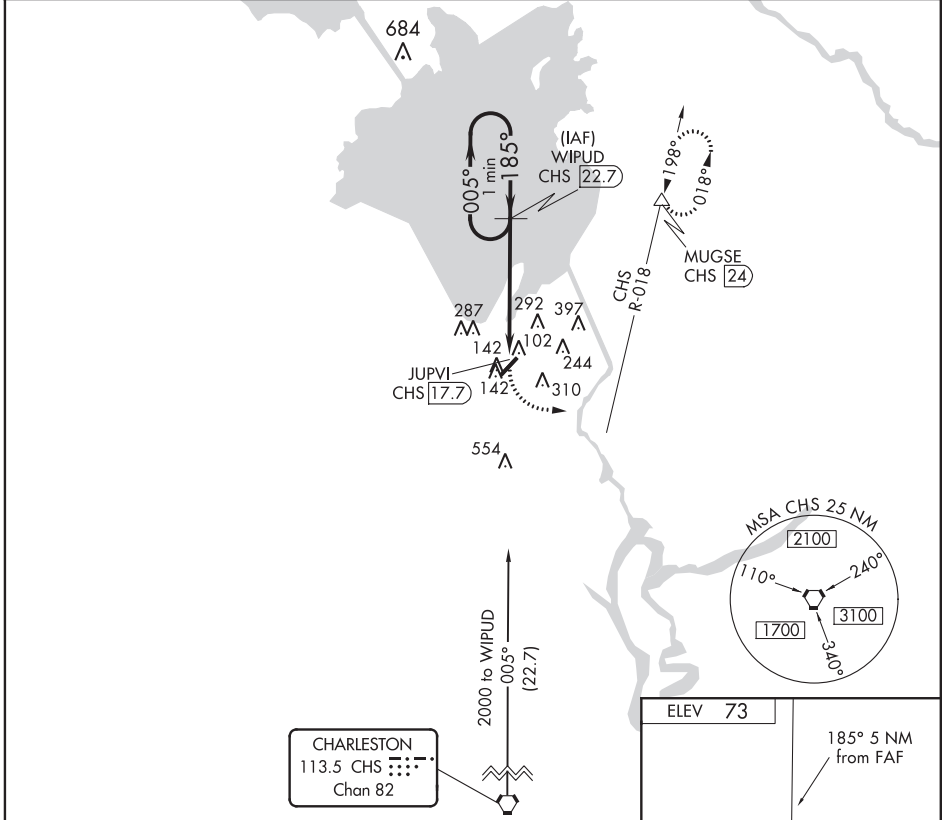 684
(IAF)
WIPUD
CHS 22.7
005°
1 min
185°
198°
018°
MUGSE
CHS 24
CHS
R-018
287
292
397
142
102
244
JUPVI
CHS 17.7
142
310
554
MSA CHS 25 NM
2100
110°
240°
1700
3100
340°
2000 to WIPUD
005°
(22.7)
ELEV 73
185° 5 NM
from FAF
CHARLESTON
113.5 CHS
Chan 82